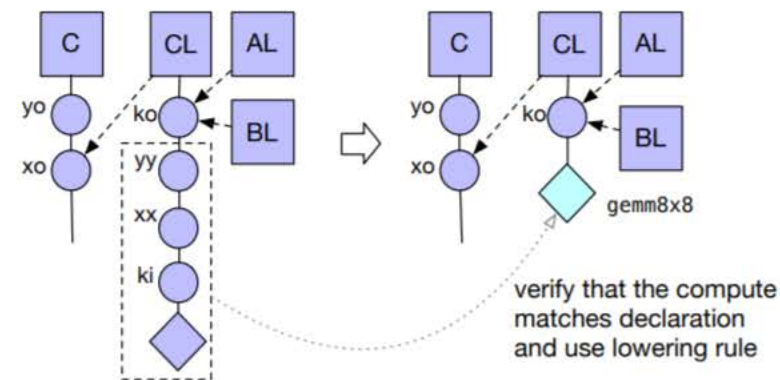 C CL AL C CL AL
yo ko yo ko
BL BL
xo yy xo
gemm8x8
xx
ki
verify that the compute
matches declaration
and use lowering rule